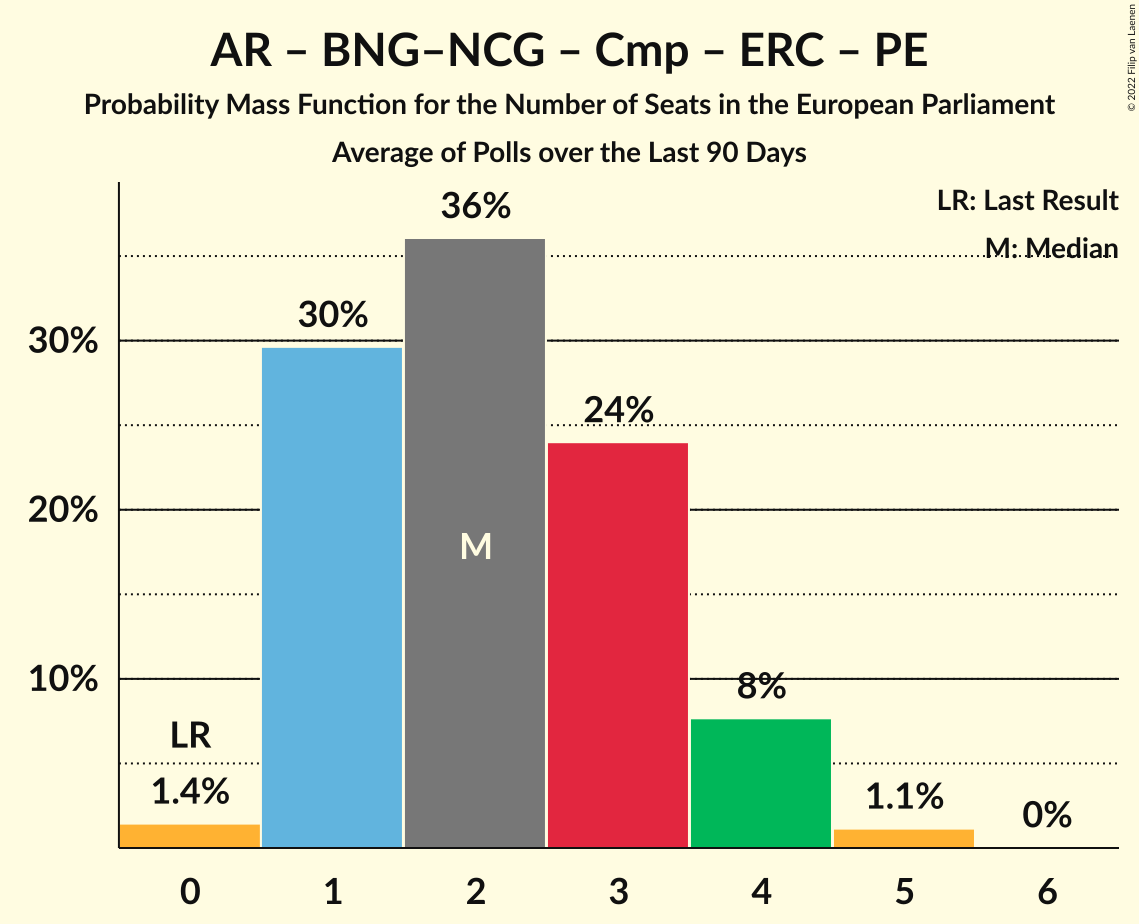 AR – BNG–NCG – Cmp – ERC – PE
Probability Mass Function for the Number of Seats in the European Parliament
Average of Polls over the Last 90 Days
© 2022 Filip van Laenen
LR: Last Result
M: Median
36%
30%
30%
24%
20%
M
10%
8%
LR
1.4%
1.1%
0%
0 1 2 3 4 5 6